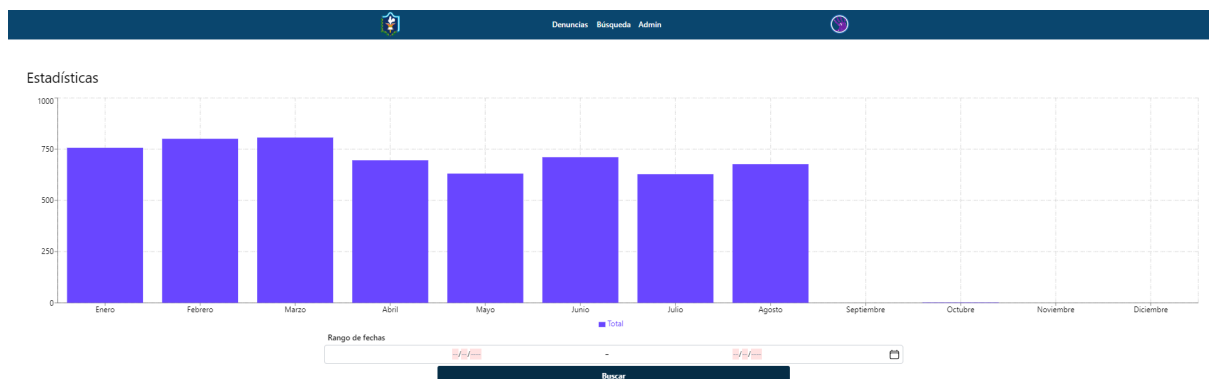 Denuncias Búsqueda Admin
Estadísticas
1000
750
500
250
0
Enero Febrero Marzo Abril Mayo Junio Julio Agosto Septiembre Octubre Noviembre Diciembre
Total
Rango de fechas
--/--/---- – --/--/----
Buscar